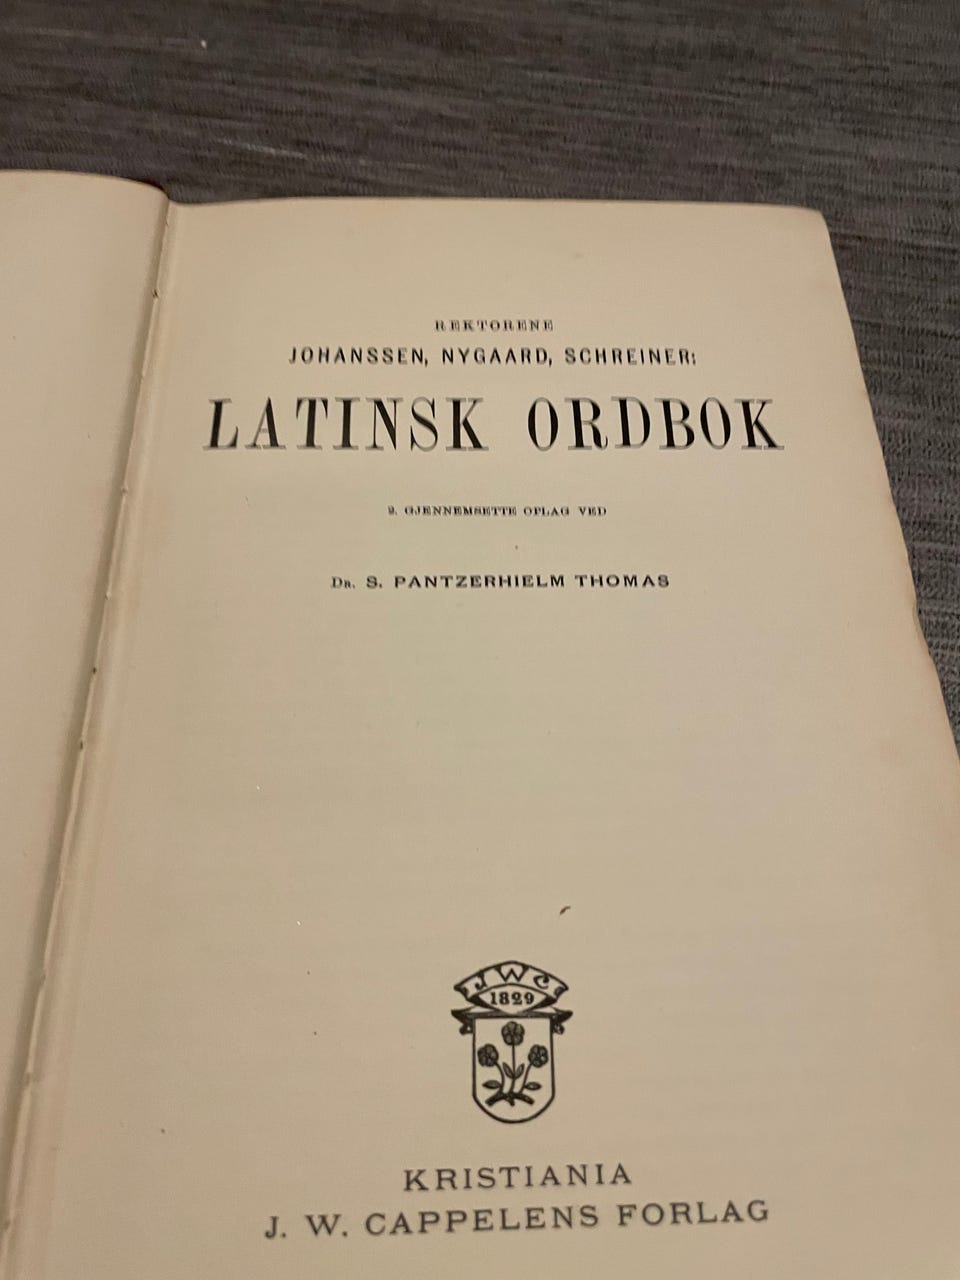 REKTORENE
JOHANSSEN, NYGAARD, SCHREINER:
LATINSK ORDBOK
2. GJENNEMSETTE OPLAG VED
DR. S. PANTZERHIELM THOMAS
JWC
1829
KRISTIANIA
J. W. CAPPELENS FORLAG